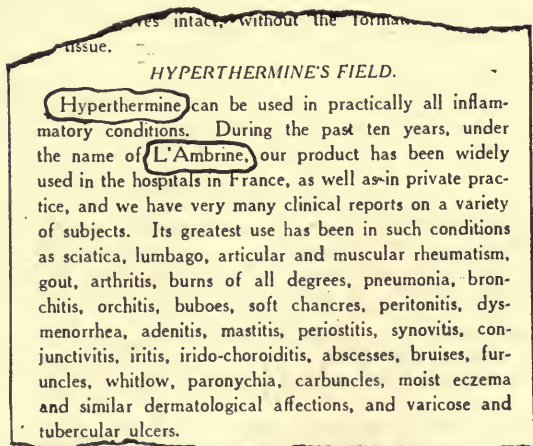 ves intact, without the forma
tissue.
HYPERTHERMINE'S FIELD.
Hyperthermine can be used in practically all inflam-
matory conditions. During the past ten years, under
the name of L'Ambrine, our product has been widely
used in the hospitals in France, as well as in private prac-
tice, and we have very many clinical reports on a variety
of subjects. Its greatest use has been in such conditions
as sciatica, lumbago, articular and muscular rheumatism,
gout, arthritis, burns of all degrees, pneumonia, bron-
chitis, orchitis, buboes, soft chancres, peritonitis, dys-
menorrhea, adenitis, mastitis, periostitis, synovitis, con-
junctivitis, iritis, irido-choroiditis, abscesses, bruises, fur-
uncles, whitlow, paronychia, carbuncles, moist eczema
and similar dermatological affections, and varicose and
tubercular ulcers.